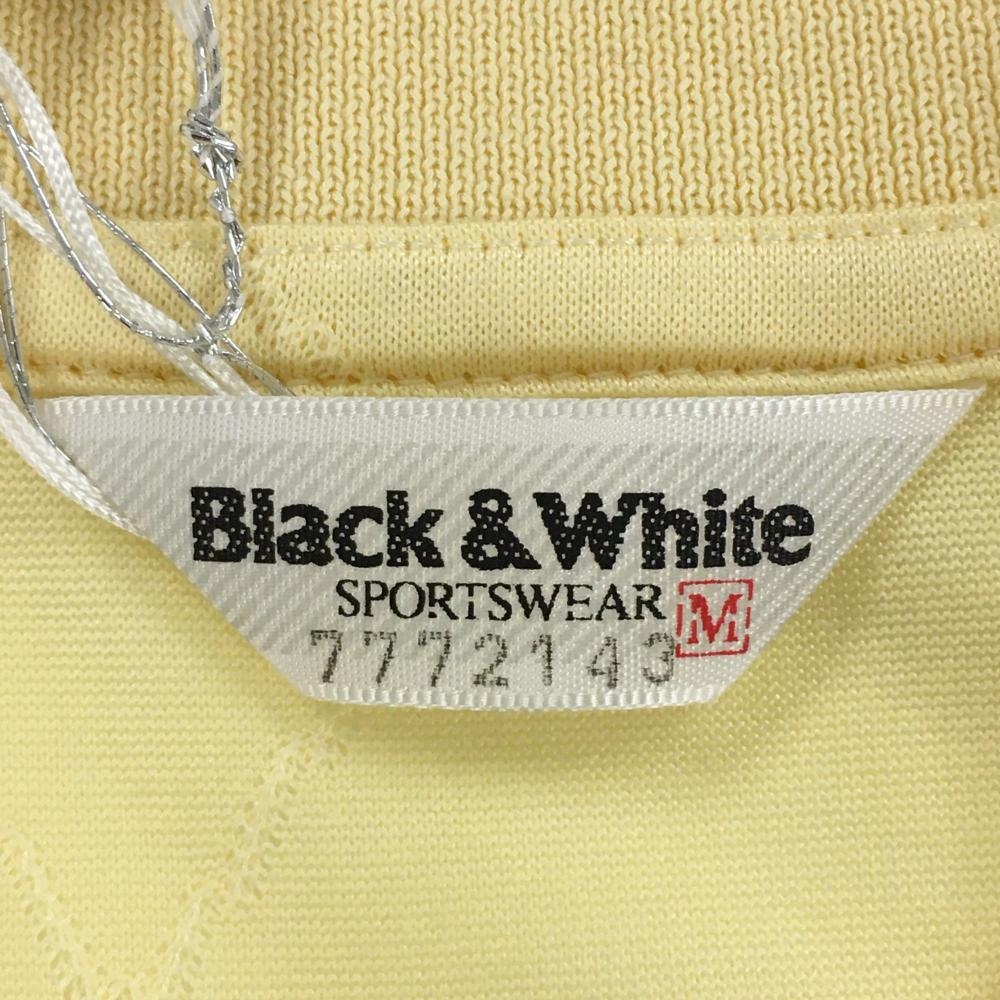 Black & White
SPORTSWEAR M
7772143